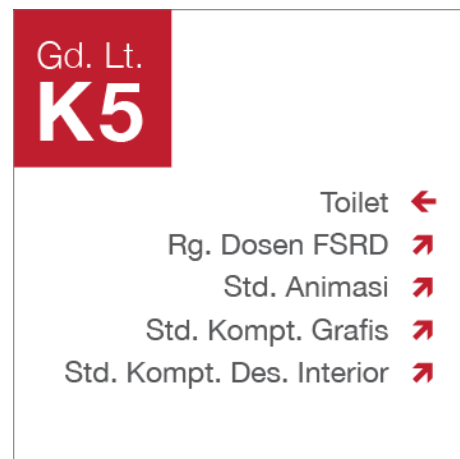 Gd. Lt.
K5
Toilet
Rg. Dosen FSRD
Std. Animasi
Std. Kompt. Grafis
Std. Kompt. Des. Interior